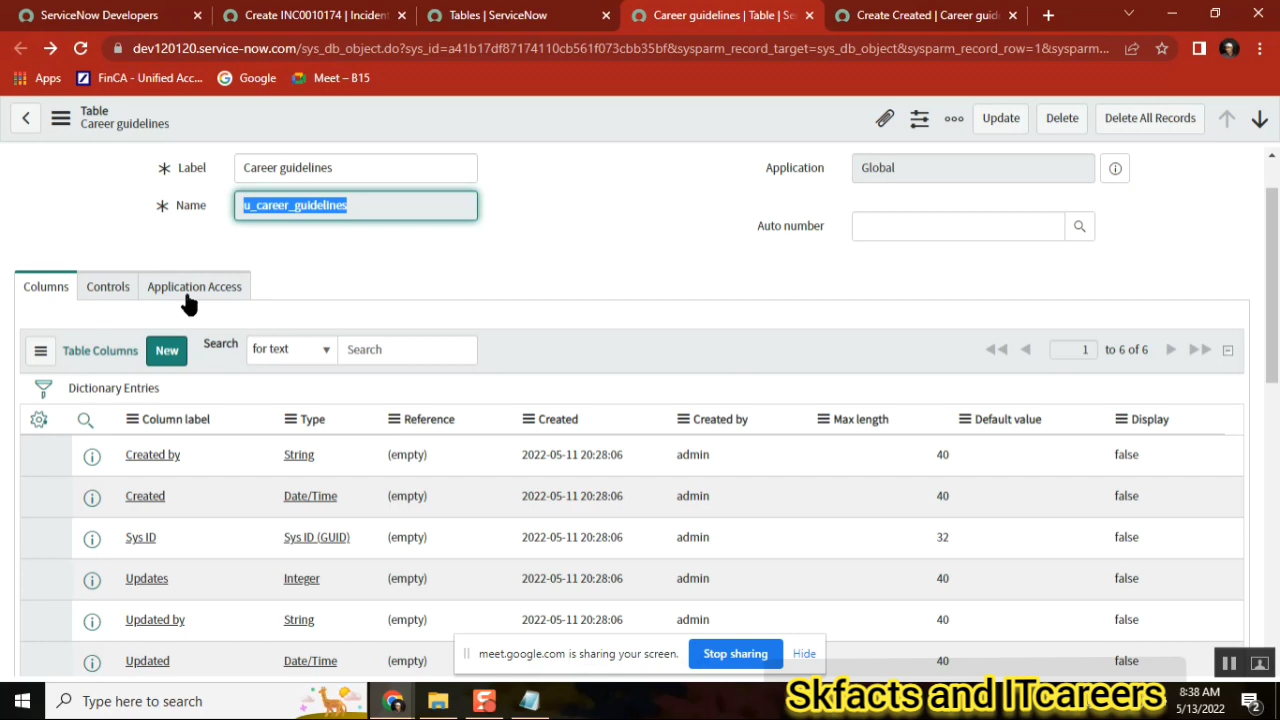 ServiceNow Developers
Create INC0010174 | Incident
Tables | ServiceNow
Career guidelines | Table | Se
Create Created | Career guid
dev120120.service-now.com/sys_db_object.do?sys_id=a41b17df87174110cb561f073cbb35bf&sysparm_record_target=sys_db_object&sysparm_record_row=1&sysparm...
Apps
FinCA - Unified Acc...
Google
Meet – B15
Table
Career guidelines
Update
Delete
Delete All Records
Label
Career guidelines
Application
Global
Name
u_career_guidelines
Auto number
Columns
Controls
Application Access
Table Columns
New
Search
for text
Search
1
to 6 of 6
Dictionary Entries
Column label
Type
Reference
Created
Created by
Max length
Default value
Display
Created by String (empty) 2022-05-11 20:28:06 admin 40 false
Created Date/Time (empty) 2022-05-11 20:28:06 admin 40 false
Sys ID Sys ID (GUID) (empty) 2022-05-11 20:28:06 admin 32 false
Updates Integer (empty) 2022-05-11 20:28:06 admin 40 false
Updated by String (empty) 2022-05-11 20:28:06 admin 40 false
Updated Date/Time (empty) 2022-05-11 20:28:06 admin 40 false
meet.google.com is sharing your screen.
Stop sharing
Hide
Type here to search
Skfacts and ITcareers
8:38 AM
5/13/2022
2